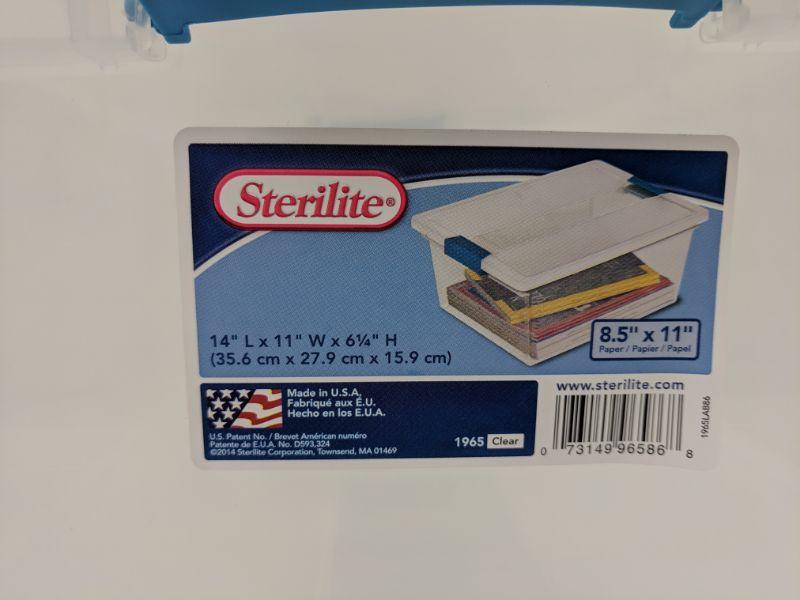 Sterilite®
14" L x 11" W x 6¼" H
(35.6 cm x 27.9 cm x 15.9 cm)
8.5" x 11"
Paper / Papier / Papel
Made in U.S.A.
Fabriqué aux É.U.
Hecho en los E.U.A.
U.S. Patent No. / Brevet Américan numéro
Patente de E.U.A. No. D593,324
©2014 Sterilite Corporation, Townsend, MA 01469
1965 Clear
www.sterilite.com
0 73149 96586 8
1965LAB86